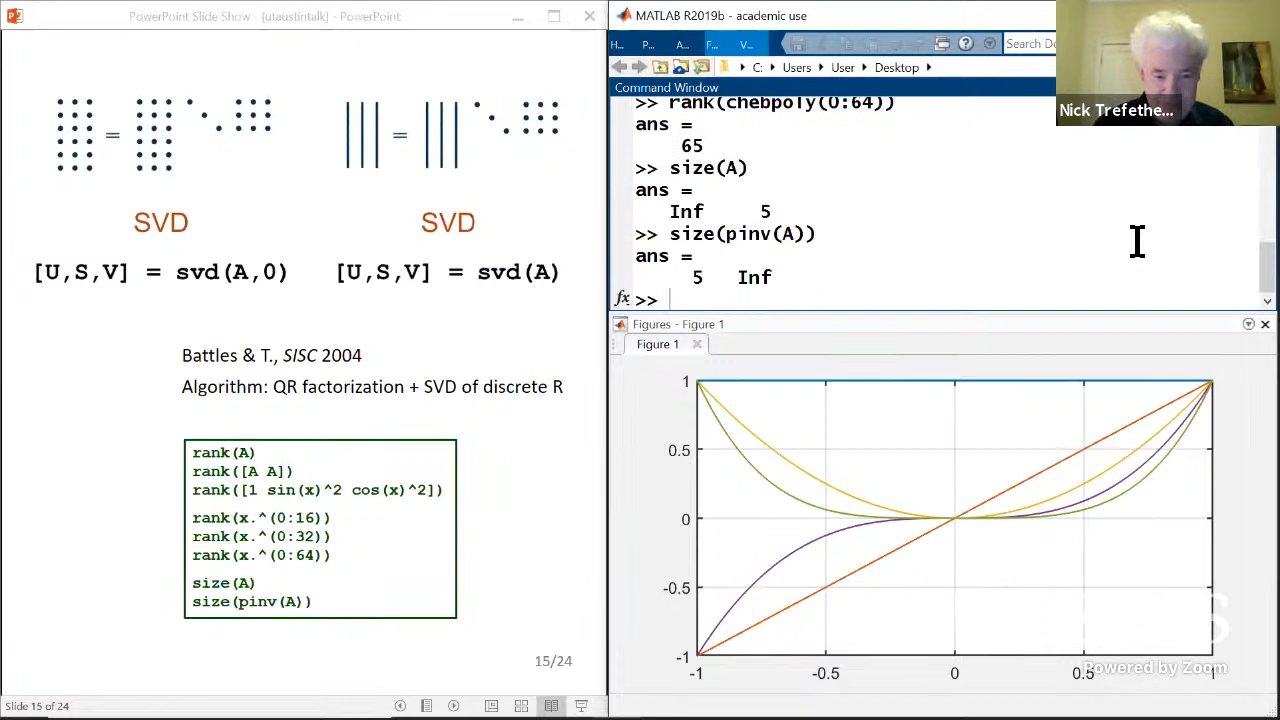 PowerPoint Slide Show - [utaustintalk] - PowerPoint
= =
SVD SVD
[U,S,V] = svd(A,0) [U,S,V] = svd(A)
Battles & T., SISC 2004
Algorithm: QR factorization + SVD of discrete R
rank(A)
rank([A A])
rank([1 sin(x)^2 cos(x)^2])
rank(x.^(0:16))
rank(x.^(0:32))
rank(x.^(0:64))
size(A)
size(pinv(A))
15/24
Slide 15 of 24
MATLAB R2019b - academic use
H... P... A... F... V... Search Do
C: Users User Desktop
Command Window
>> rank(chebpoly(0:64))
ans =
65
>> size(A)
ans =
Inf 5
>> size(pinv(A))
ans =
5 Inf
fx >>
Nick Trefethe...
Figures - Figure 1
Figure 1
1
0.5
0
-0.5
-1
-1 -0.5 0 0.5 1
Powered by Zoom